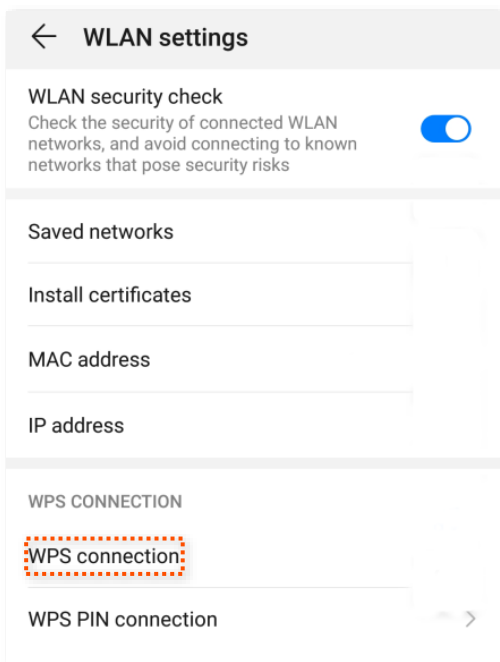 WLAN settings
WLAN security check
Check the security of connected WLAN
networks, and avoid connecting to known
networks that pose security risks
Saved networks
Install certificates
MAC address
IP address
WPS CONNECTION
WPS connection
WPS PIN connection